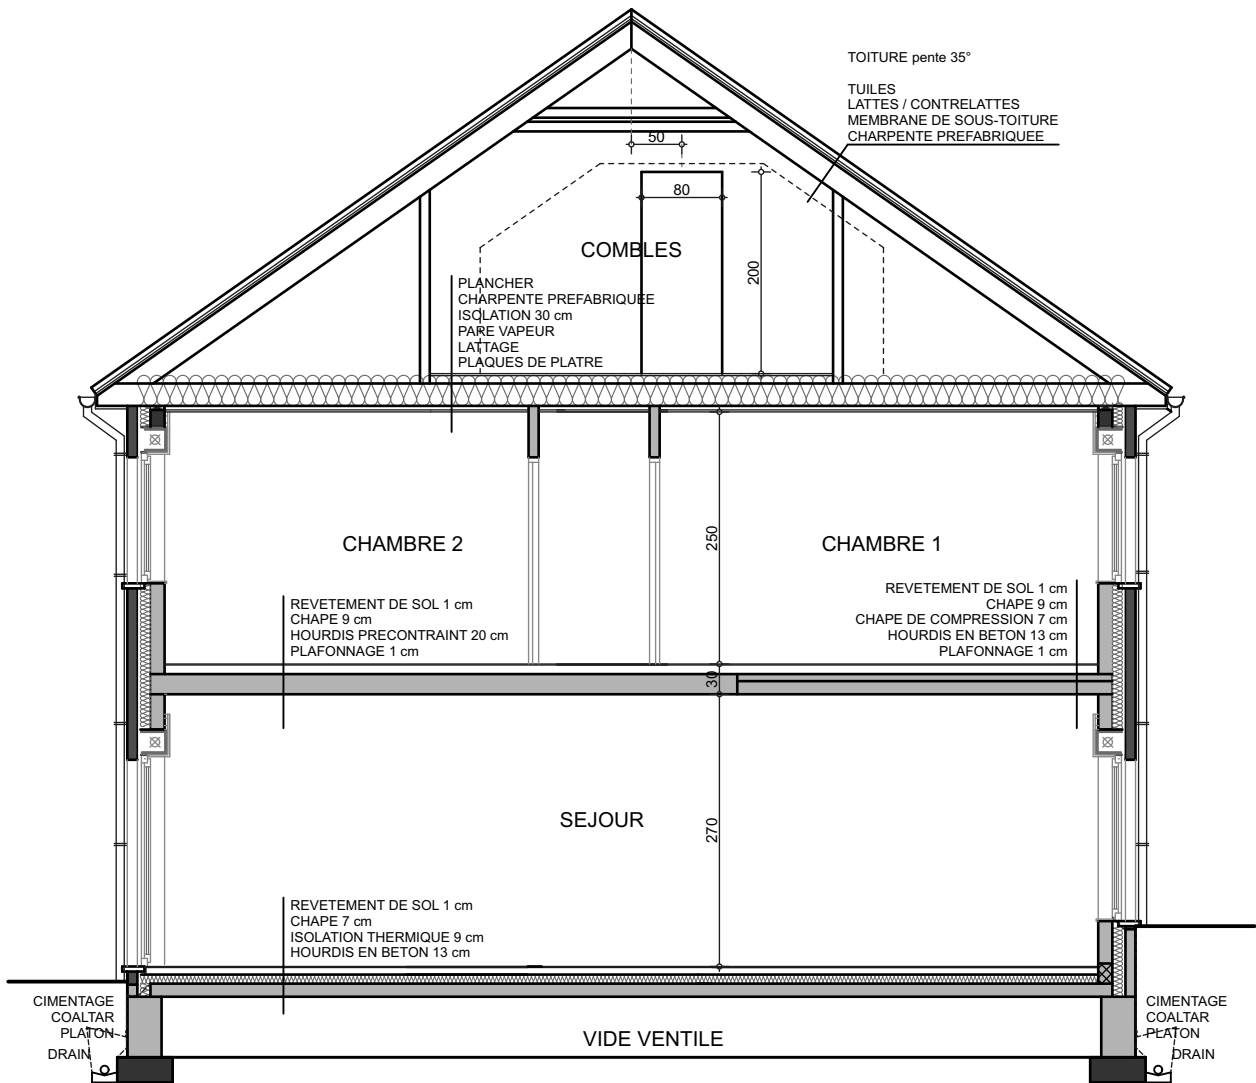 TOITURE pente 35°
TUILES
LATTES / CONTRELATTES
MEMBRANE DE SOUS-TOITURE
CHARPENTE PREFABRIQUEE
50
80
COMBLES
200
PLANCHER
CHARPENTE PREFABRIQUEE
ISOLATION 30 cm
PARE VAPEUR
LATTAGE
PLAQUES DE PLATRE
CHAMBRE 2
250
CHAMBRE 1
REVETEMENT DE SOL 1 cm
CHAPE 9 cm
HOURDIS PRECONTRAINT 20 cm
PLAFONNAGE 1 cm
REVETEMENT DE SOL 1 cm
CHAPE 9 cm
CHAPE DE COMPRESSION 7 cm
HOURDIS EN BETON 13 cm
PLAFONNAGE 1 cm
30
SEJOUR
270
REVETEMENT DE SOL 1 cm
CHAPE 7 cm
ISOLATION THERMIQUE 9 cm
HOURDIS EN BETON 13 cm
CIMENTAGE
COALTAR
PLATON
DRAIN
VIDE VENTILE
CIMENTAGE
COALTAR
PLATON
DRAIN